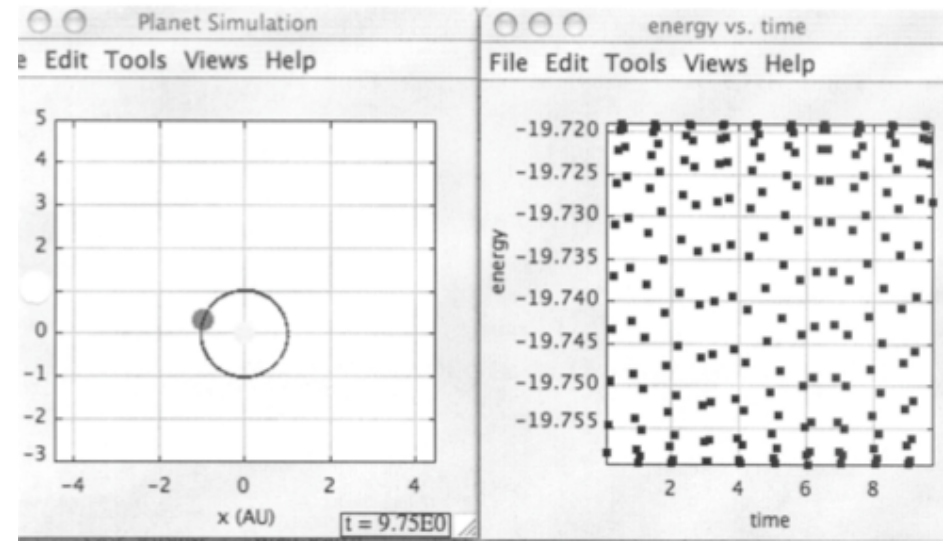 Planet Simulation
e Edit Tools Views Help
5
4
3
2
1
0
-1
-2
-3
-4 -2 0 2 4
x (AU)
t = 9.75E0
energy vs. time
File Edit Tools Views Help
-19.720
-19.725
-19.730
-19.735
-19.740
-19.745
-19.750
-19.755
energy
2 4 6 8
time